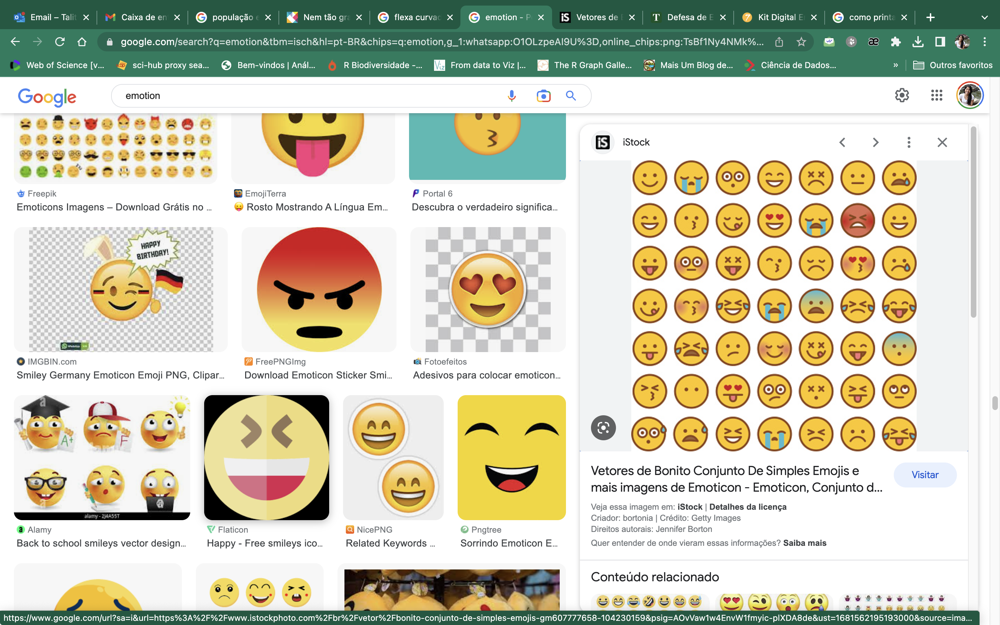 Email – Talit
Caixa de en
população e
Nem tão gra
flexa curvad
emotion - P
Vetores de E
Defesa de E
Kit Digital E
como printa
google.com/search?q=emotion&tbm=isch&hl=pt-BR&chips=q:emotion,g_1:whatsapp:O1OLzpeAI9U%3D,online_chips:png:TsBf1Ny4NMk%...
Web of Science [v...
sci-hub proxy sea...
Bem-vindos | Anál...
R Biodiversidade -...
From data to Viz |...
The R Graph Galle...
Mais Um Blog de...
Ciência de Dados...
»
Outros favoritos
Google
emotion
Freepik
Emoticons Imagens – Download Grátis no ...
EmojiTerra
😛 Rosto Mostrando A Língua Em...
Portal 6
Descubra o verdadeiro significa...
HAPPY
BIRTHDAY!
WhatsApp
IMGBIN.com
Smiley Germany Emoticon Emoji PNG, Clipar...
FreePNGImg
Download Emoticon Sticker Smi...
Fotoefeitos
Adesivos para colocar emoticon...
a
A+
F
alamy - 2J4A55T
Alamy
Back to school smileys vector design...
Flaticon
Happy - Free smileys ico...
NicePNG
Related Keywords ...
Pngtree
Sorrindo Emoticon E...
iS
iStock
Vetores de Bonito Conjunto De Simples Emojis e
mais imagens de Emoticon - Emoticon, Conjunto d...
Visitar
Veja essa imagem em: iStock | Detalhes da licença
Criador: bortonia | Crédito: Getty Images
Direitos autorais: Jennifer Borton
Quer entender de onde vieram essas informações? Saiba mais
Conteúdo relacionado
https://www.google.com/url?sa=i&url=https%3A%2F%2Fwww.istockphoto.com%2Fbr%2Fvetor%2Fbonito-conjunto-de-simples-emojis-gm607777658-104230159&psig=AOvVaw1w4EnvW1fmyic-plXDA8de&ust=1681562195193000&source=ima...